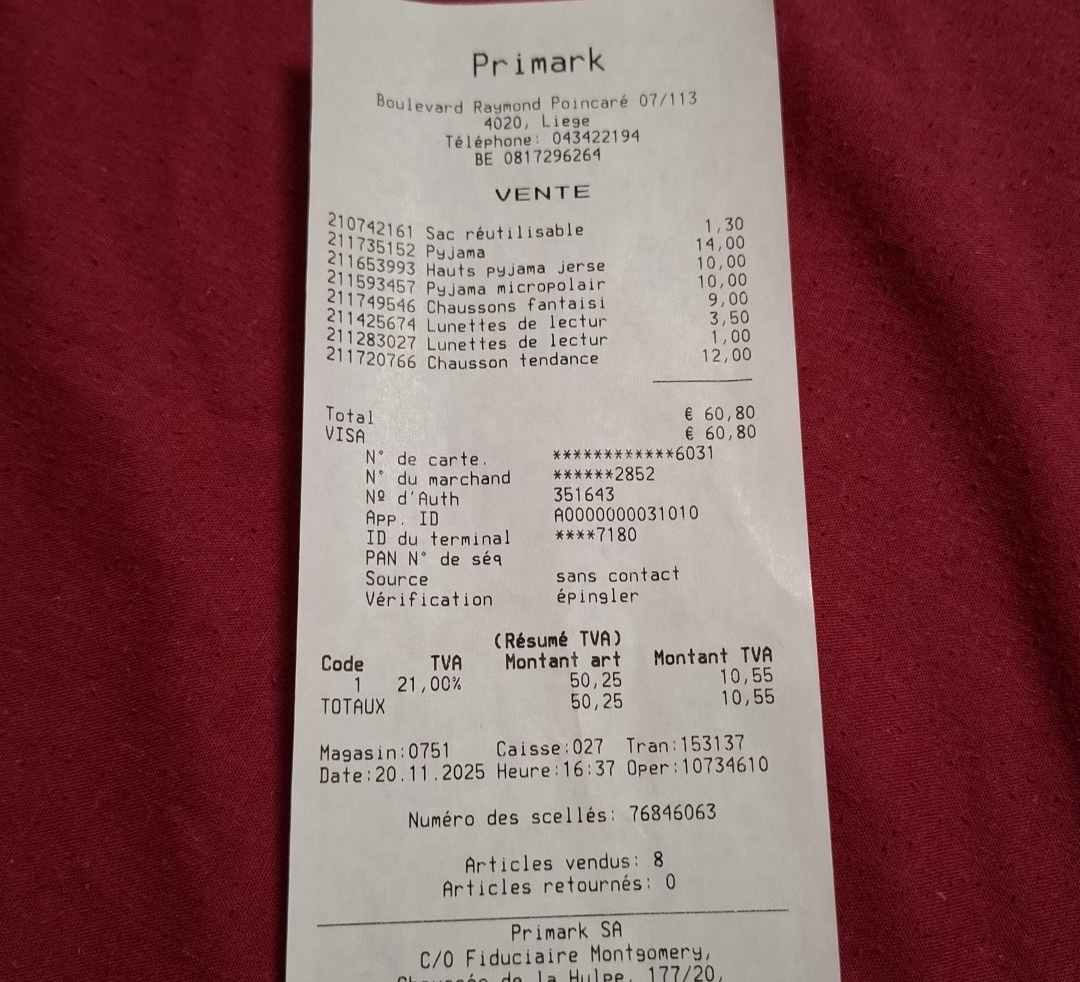 Primark
Boulevard Raymond Poincaré 07/113
4020, Liege
Téléphone: 043422194
BE 0817296264
VENTE
210742161 Sac réutilisable 1,30
211735152 Pyjama 14,00
211653993 Hauts pyjama jerse 10,00
211593457 Pyjama micropolair 10,00
211749546 Chaussons fantaisi 9,00
211425674 Lunettes de lectur 3,50
211283027 Lunettes de lectur 1,00
211720766 Chausson tendance 12,00
Total € 60,80
VISA € 60,80
N° de carte. ************6031
N° du marchand ******2852
Nº d'Auth 351643
App. ID A0000000031010
ID du terminal ****7180
PAN N° de séq
Source sans contact
Vérification épingler
(Résumé TVA)
Code TVA Montant art Montant TVA
1 21,00% 50,25 10,55
TOTAUX 50,25 10,55
Magasin:0751 Caisse:027 Tran:153137
Date:20.11.2025 Heure:16:37 Oper:10734610
Numéro des scellés: 76846063
Articles vendus: 8
Articles retournés: 0
Primark SA
C/O Fiduciaire Montgomery,
Chaussée de la Hulpe, 177/20,